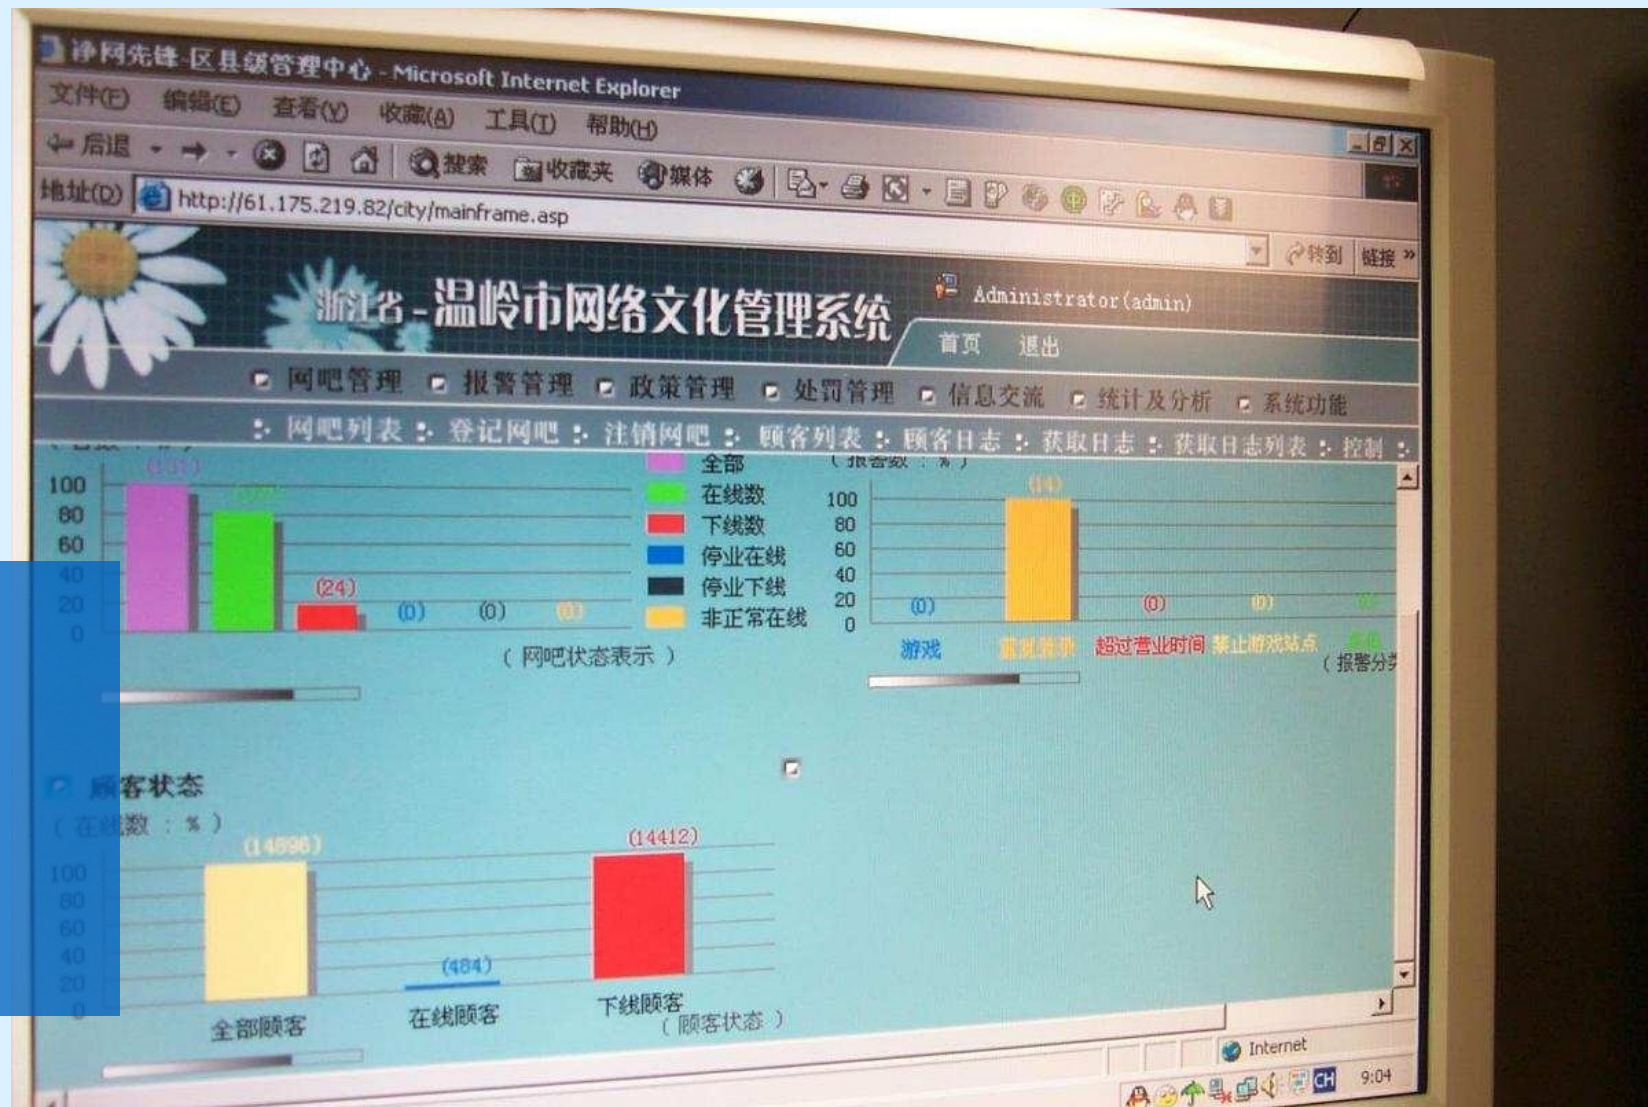 净网先锋-区县级管理中心 - Microsoft Internet Explorer
文件(F) 编辑(E) 查看(V) 收藏(A) 工具(T) 帮助(H)
后退 搜索 收藏夹 媒体
地址(D) http://61.175.219.82/city/mainframe.asp
转到 链接 »
浙江省-温岭市网络文化管理系统
Administrator(admin)
首页 退出
网吧管理 报警管理 政策管理 处罚管理 信息交流 统计及分析 系统功能
网吧列表 登记网吧 注销网吧 顾客列表 顾客日志 获取日志 获取日志列表 控制
100
80
60
40
20
0
(24)
(0)
(0)
(0)
全部
在线数
下线数
停业在线
停业下线
非正常在线
(网吧状态表示)
(报警数:%)
100
80
60
40
20
0
(0)
(14)
(0)
(0)
游戏 超过营业时间 禁止游戏站点
(报警分类
顾客状态
(在线数:%)
100
80
60
40
20
0
(14896)
(484)
(14412)
全部顾客 在线顾客 下线顾客
(顾客状态)
Internet
CH 9:04